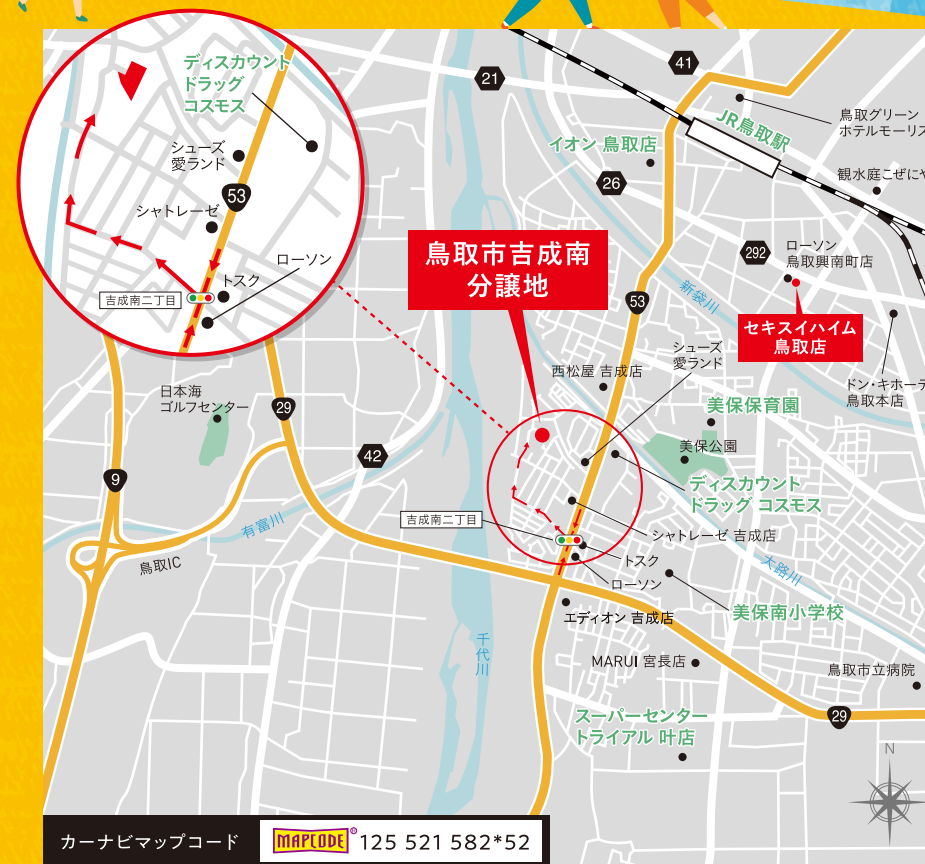 ディスカウント
ドラッグ
コスモス
シューズ
愛ランド
53
シャトレーゼ
ローソン
トスク
吉成南二丁目
21
41
JR鳥取駅
鳥取グリーン
ホテルモーリス
イオン 鳥取店
26
観水庭こぜにや
鳥取市吉成南
分譲地
292
ローソン
鳥取興南町店
新袋川
53
セキスイハイム
鳥取店
シューズ
愛ランド
西松屋 吉成店
ドン・キホーテ
鳥取本店
日本海
ゴルフセンター
29
美保保育園
42
美保公園
9
ディスカウント
ドラッグ コスモス
吉成南二丁目
有富川
シャトレーゼ 吉成店
鳥取IC
トスク
大路川
ローソン
美保南小学校
エディオン 吉成店
千代川
MARUI 宮長店
鳥取市立病院
スーパーセンター
トライアル 叶店
29
N
カーナビマップコード
MAPCODE® 125 521 582*52